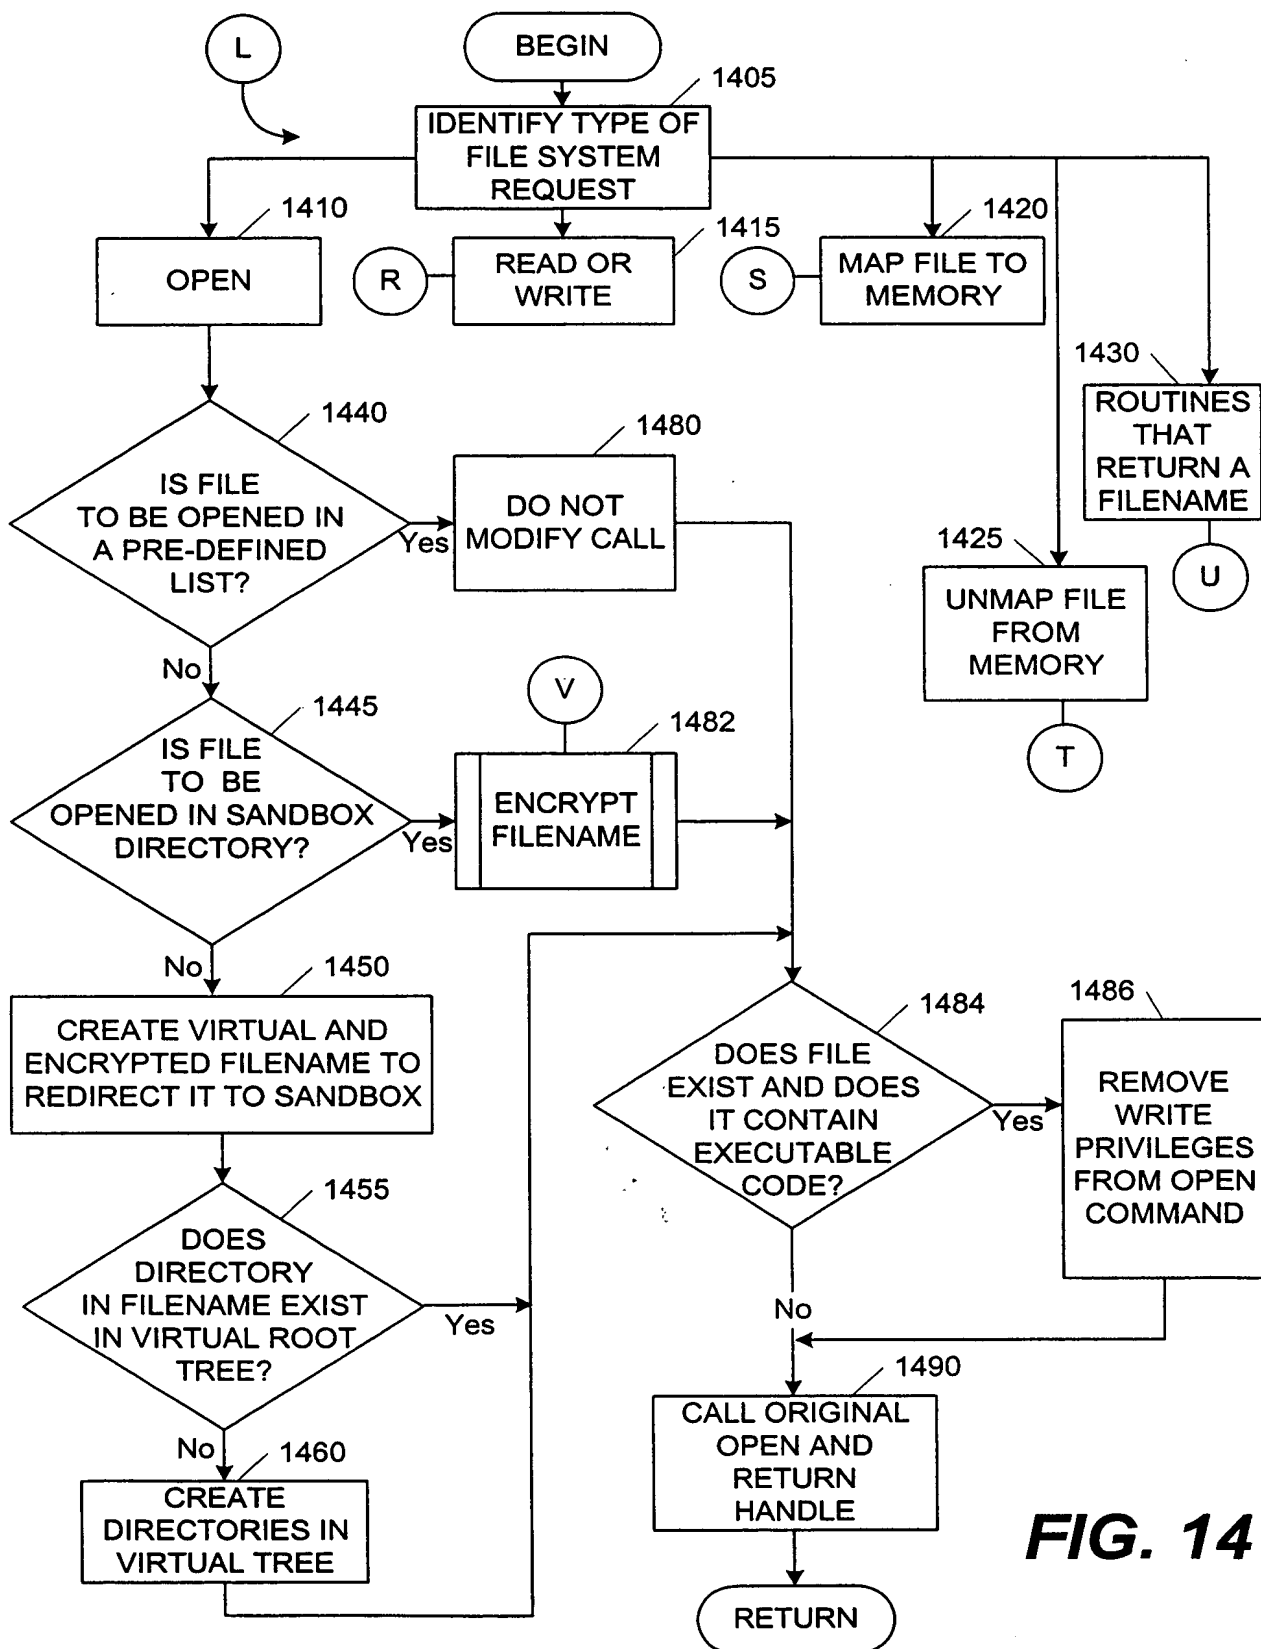 L
BEGIN
1405
IDENTIFY TYPE OF
FILE SYSTEM
REQUEST
1410
OPEN
1415
READ OR
WRITE
R
1420
MAP FILE TO
MEMORY
S
1430
ROUTINES
THAT
RETURN A
FILENAME
U
1425
UNMAP FILE
FROM
MEMORY
T
1440
IS FILE
TO BE OPENED IN
A PRE-DEFINED
LIST?
Yes
1480
DO NOT
MODIFY CALL
No
1445
IS FILE
TO BE
OPENED IN SANDBOX
DIRECTORY?
Yes
V
1482
ENCRYPT
FILENAME
No
1450
CREATE VIRTUAL AND
ENCRYPTED FILENAME TO
REDIRECT IT TO SANDBOX
1455
DOES
DIRECTORY
IN FILENAME EXIST
IN VIRTUAL ROOT
TREE?
Yes
No
1460
CREATE
DIRECTORIES IN
VIRTUAL TREE
1484
DOES FILE
EXIST AND DOES
IT CONTAIN
EXECUTABLE
CODE?
Yes
1486
REMOVE
WRITE
PRIVILEGES
FROM OPEN
COMMAND
No
1490
CALL ORIGINAL
OPEN AND
RETURN
HANDLE
RETURN
FIG. 14